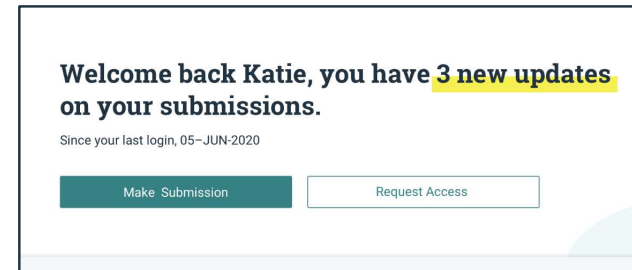 Welcome back Katie, you have 3 new updates
on your submissions.
Since your last login, 05–JUN-2020
Make Submission
Request Access